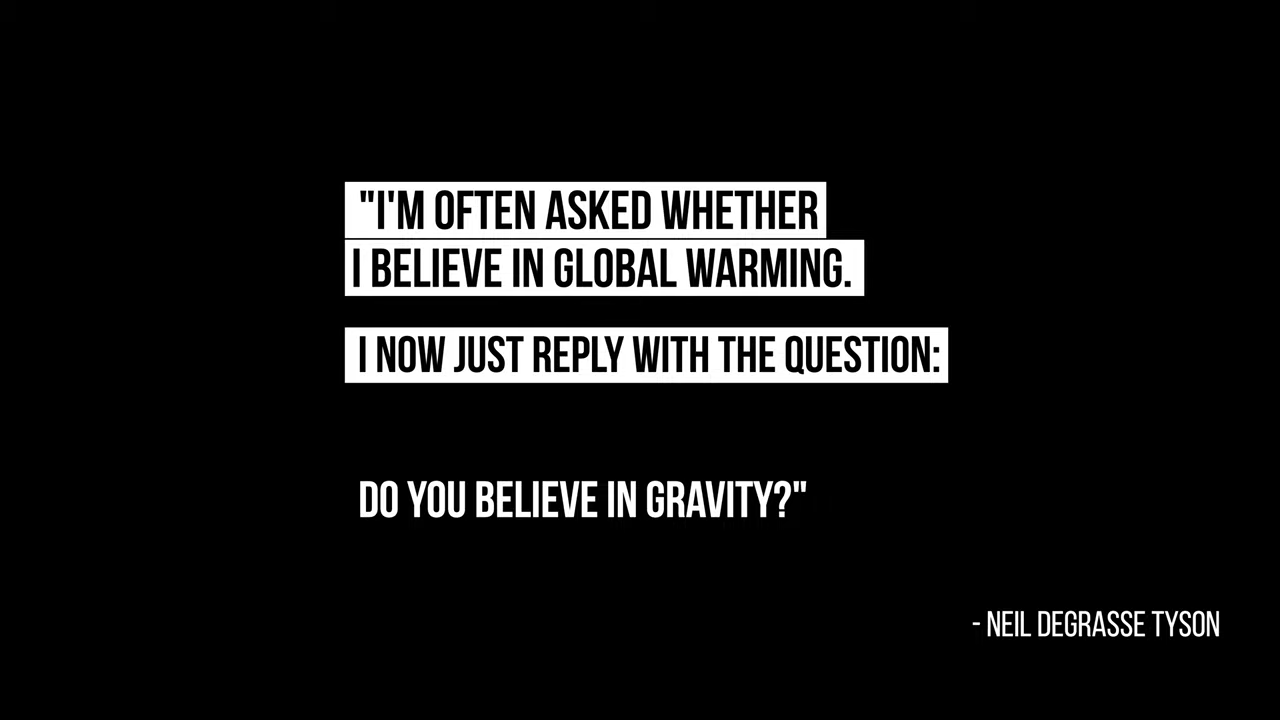 "I'M OFTEN ASKED WHETHER
I BELIEVE IN GLOBAL WARMING.
I NOW JUST REPLY WITH THE QUESTION:
DO YOU BELIEVE IN GRAVITY?"
- NEIL DEGRASSE TYSON